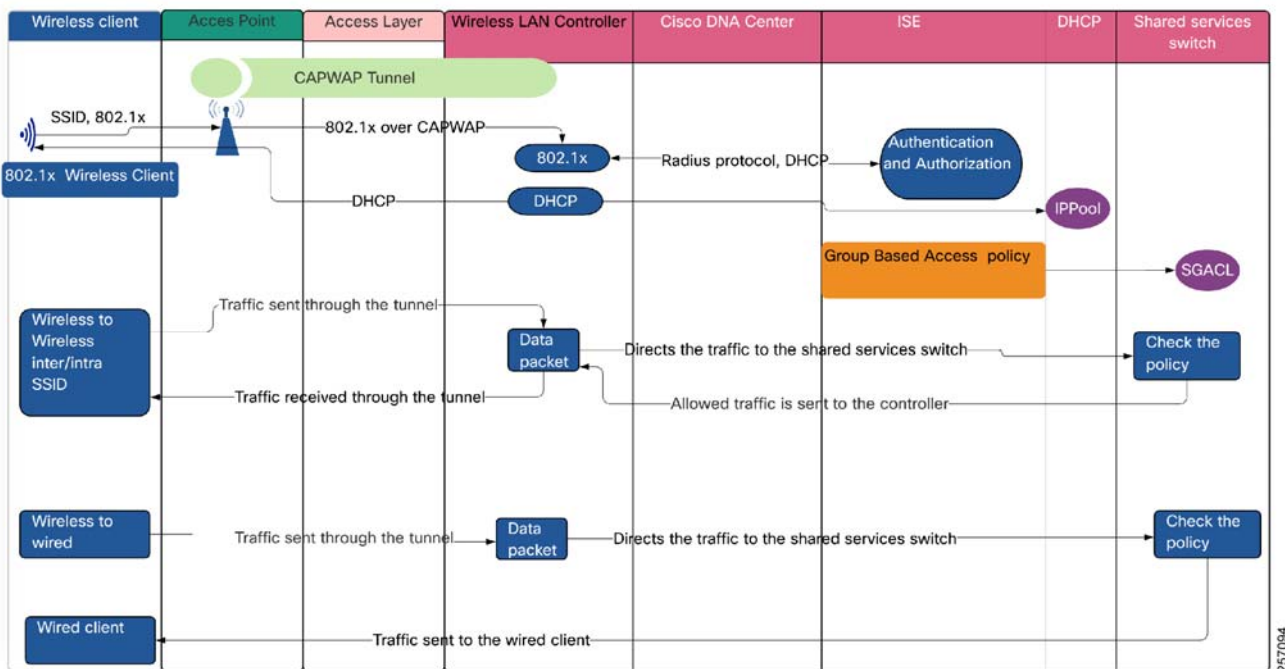 Wireless client
Acces Point
Access Layer
Wireless LAN Controller
Cisco DNA Center
ISE
DHCP
Shared services
switch
CAPWAP Tunnel
SSID, 802.1x
802.1x over CAPWAP
802.1x
Radius protocol, DHCP
Authentication
and Authorization
802.1x Wireless Client
DHCP
DHCP
IPPool
Group Based Access policy
SGACL
Traffic sent through the tunnel
Wireless to
Wireless
inter/intra
SSID
Data
packet
Directs the traffic to the shared services switch
Check the
policy
Traffic received through the tunnel
Allowed traffic is sent to the controller
Wireless to
wired
Traffic sent through the tunnel
Data
packet
Directs the traffic to the shared services switch
Check the
policy
Wired client
Traffic sent to the wired client